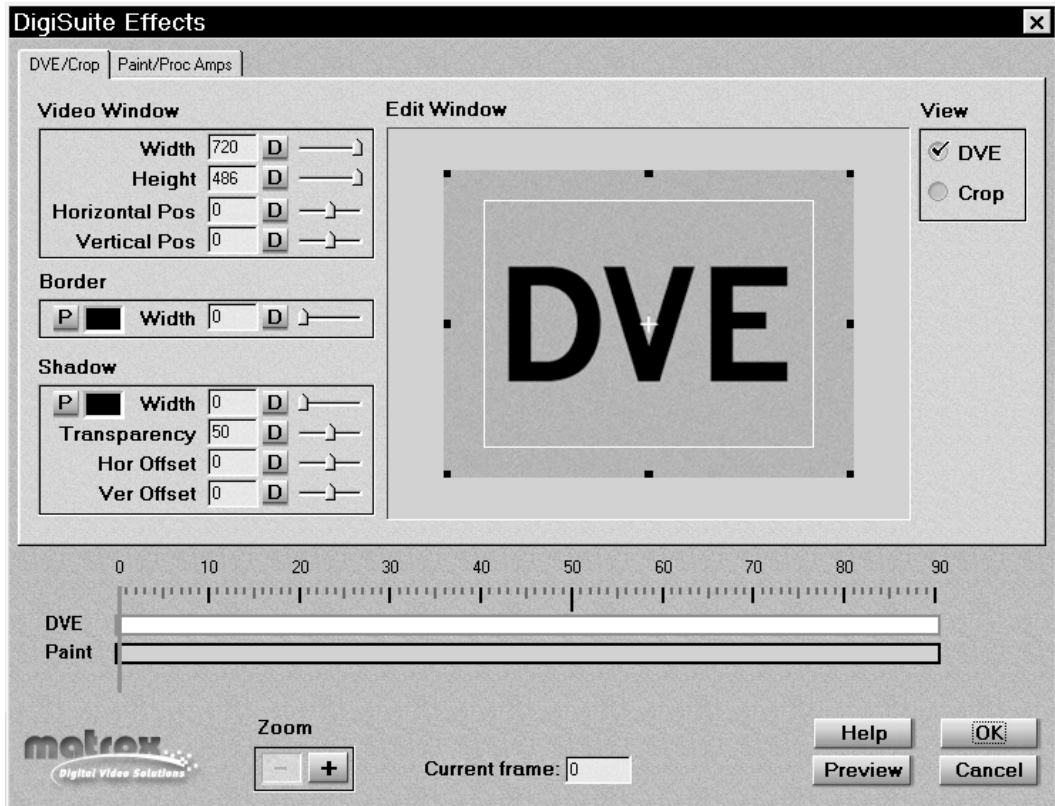 DigiSuite Effects
DVE/Crop Paint/Proc Amps
Video Window
Width 720 D
Height 486 D
Horizontal Pos 0 D
Vertical Pos 0 D
Border
P Width 0 D
Shadow
P Width 0 D
Transparency 50 D
Hor Offset 0 D
Ver Offset 0 D
Edit Window
DVE
View
DVE
Crop
0 10 20 30 40 50 60 70 80 90
DVE
Paint
matrox
Digital Video Solutions
Zoom
- +
Current frame: 0
Help OK
Preview Cancel